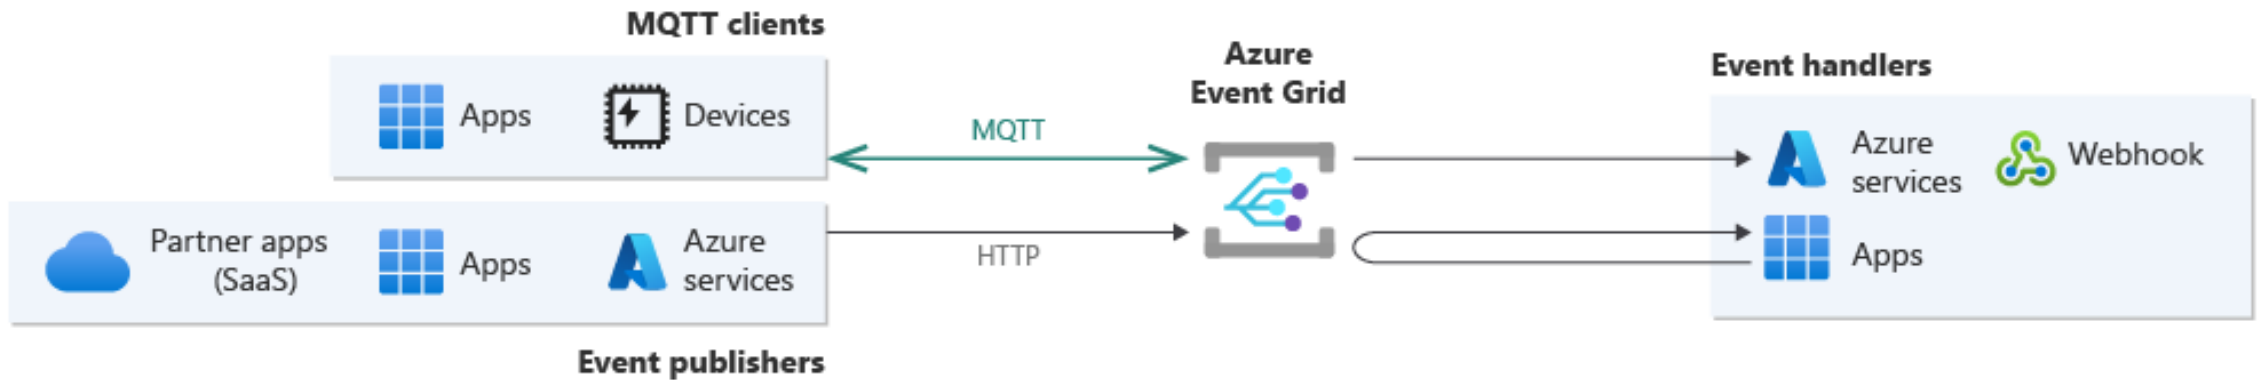 MQTT clients
Apps
Devices
Partner apps
(SaaS)
Apps
Azure
services
Event publishers
MQTT
HTTP
Azure
Event Grid
Event handlers
Azure
services
Webhook
Apps